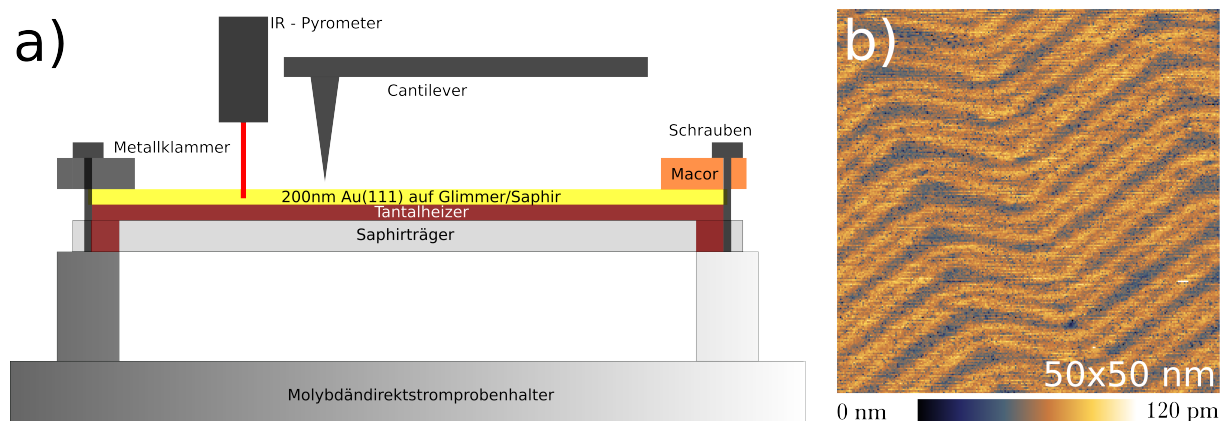 a)
IR - Pyrometer
Cantilever
Metallklammer
Schrauben
Macor
200nm Au(111) auf Glimmer/Saphir
Tantalheizer
Saphirträger
Molybdändirektstromprobenhalter
b)
50x50 nm
0 nm
120 pm